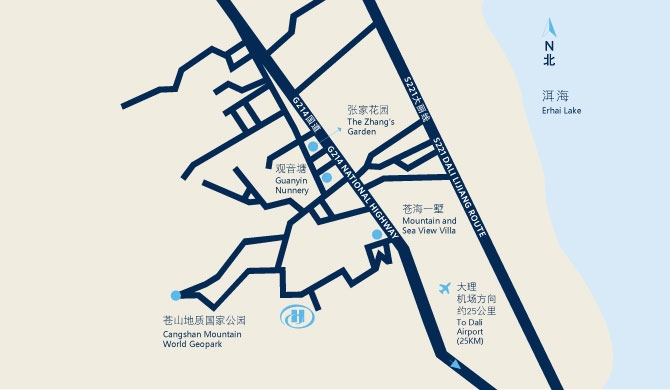 N
北
洱海
Erhai Lake
S221大丽线
S221 DALI LIJIANG ROUTE
G214国道
G214 NATIONAL HIGHWAY
张家花园
The Zhang's
Garden
观音塘
Guanyin
Nunnery
苍海一墅
Mountain and
Sea View Villa
大理
机场方向
约25公里
To Dali
Airport
(25KM)
苍山地质国家公园
Cangshan Mountain
World Geopark
H